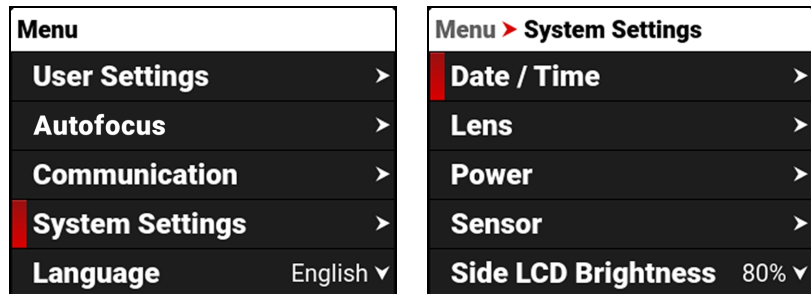 Menu
User Settings
Autofocus
Communication
System Settings
Language English
Menu System Settings
Date / Time
Lens
Power
Sensor
Side LCD Brightness 80%